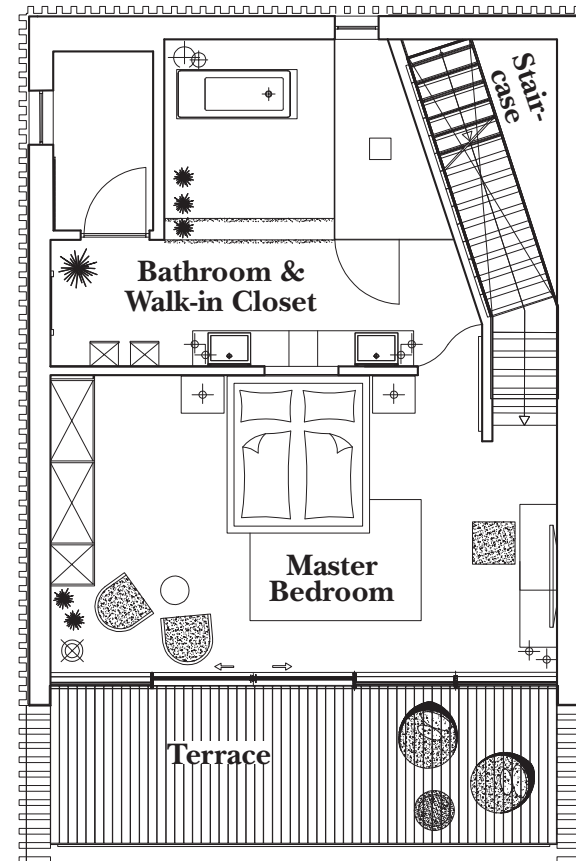 Stair-
case
Bathroom &
Walk-in Closet
Master
Bedroom
Terrace